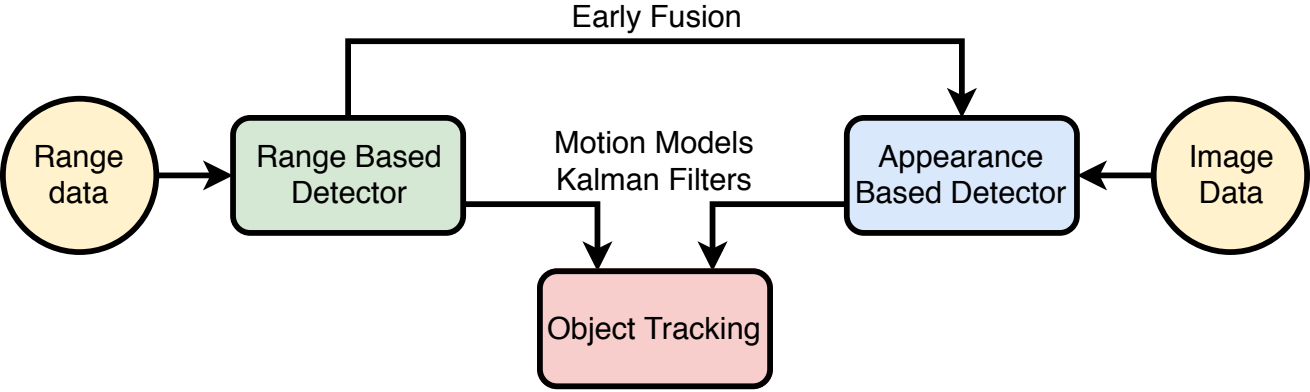 Early Fusion
Range
data
Range Based
Detector
Motion Models
Kalman Filters
Appearance
Based Detector
Image
Data
Object Tracking